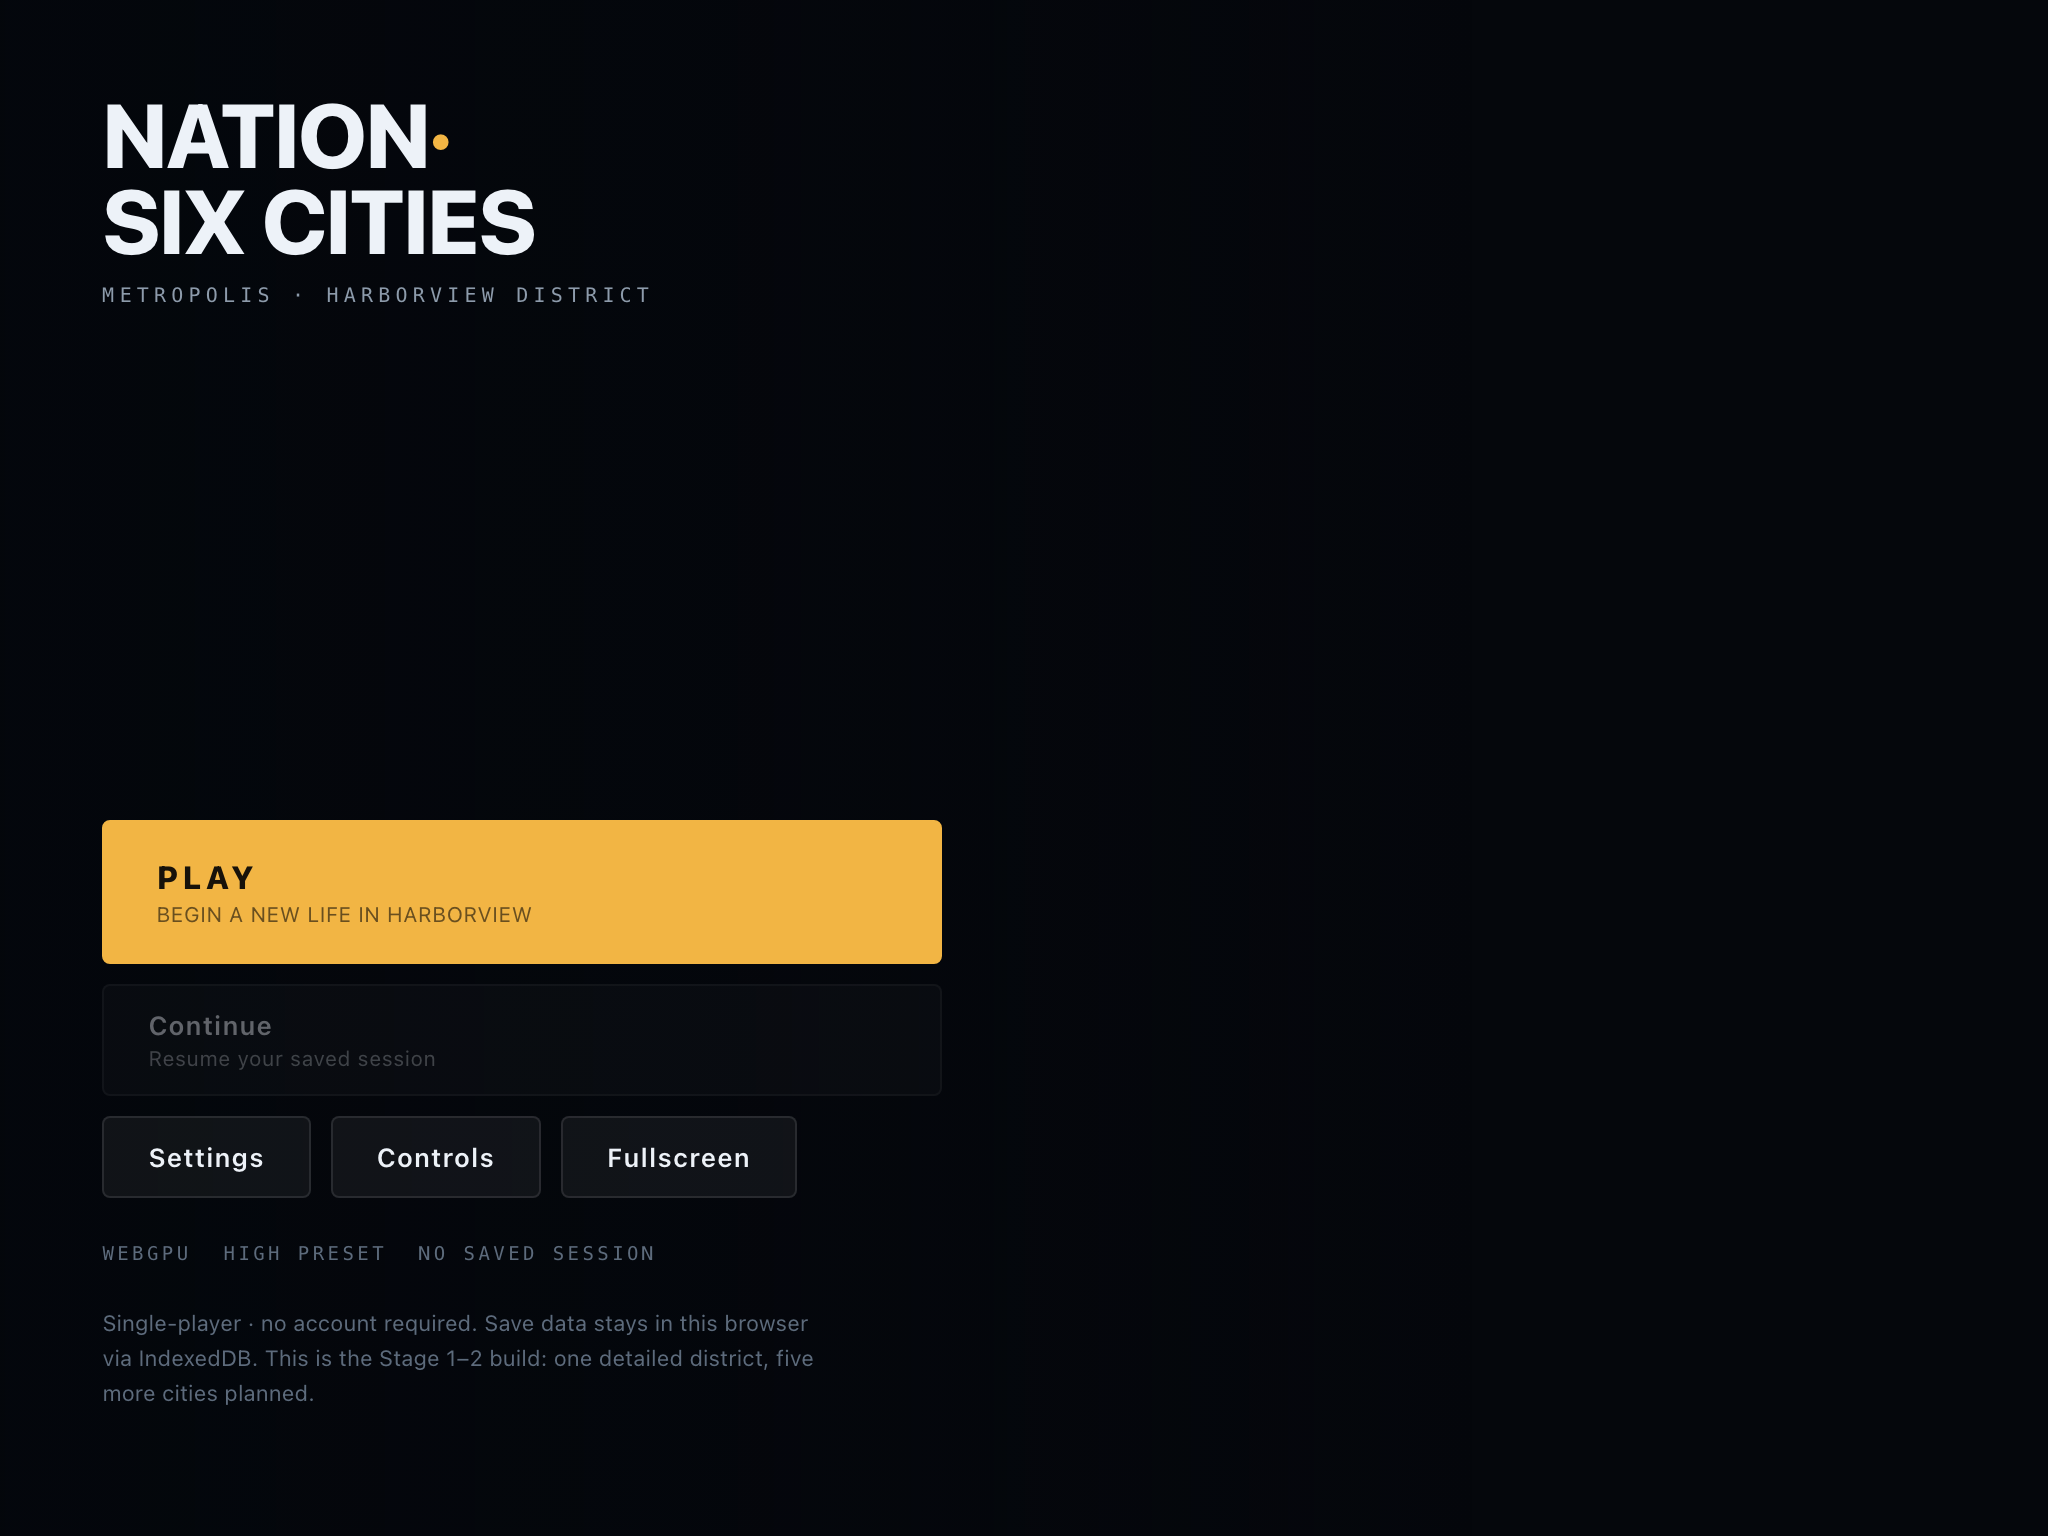 NATION·
SIX CITIES
METROPOLIS · HARBORVIEW DISTRICT
PLAY
BEGIN A NEW LIFE IN HARBORVIEW
Continue
Resume your saved session
Settings Controls Fullscreen
WEBGPU HIGH PRESET NO SAVED SESSION
Single-player · no account required. Save data stays in this browser
via IndexedDB. This is the Stage 1–2 build: one detailed district, five
more cities planned.